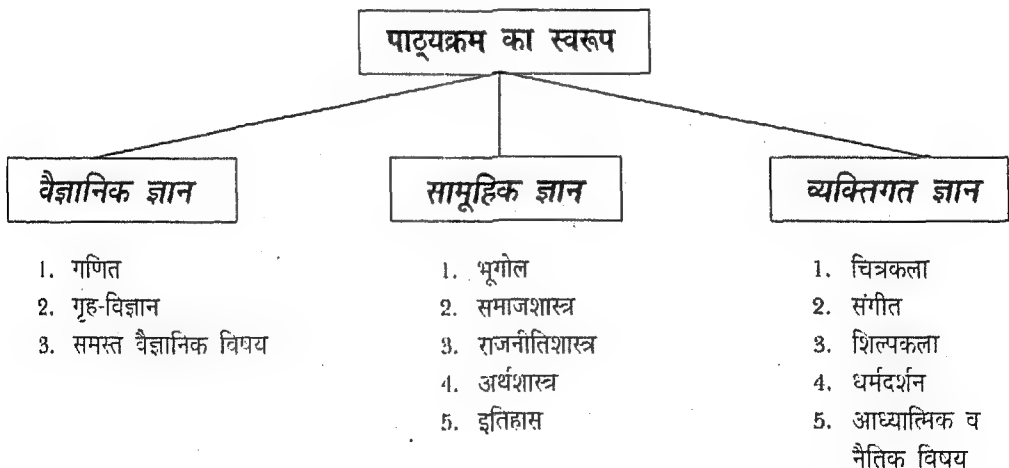 पाठ्यक्रम का स्वरूप
वैज्ञानिक ज्ञान
1. गणित
2. गृह-विज्ञान
3. समस्त वैज्ञानिक विषय
सामूहिक ज्ञान
1. भूगोल
2. समाजशास्त्र
3. राजनीतिशास्त्र
4. अर्थशास्त्र
5. इतिहास
व्यक्तिगत ज्ञान
1. चित्रकला
2. संगीत
3. शिल्पकला
4. धर्मदर्शन
5. आध्यात्मिक व
नैतिक विषय